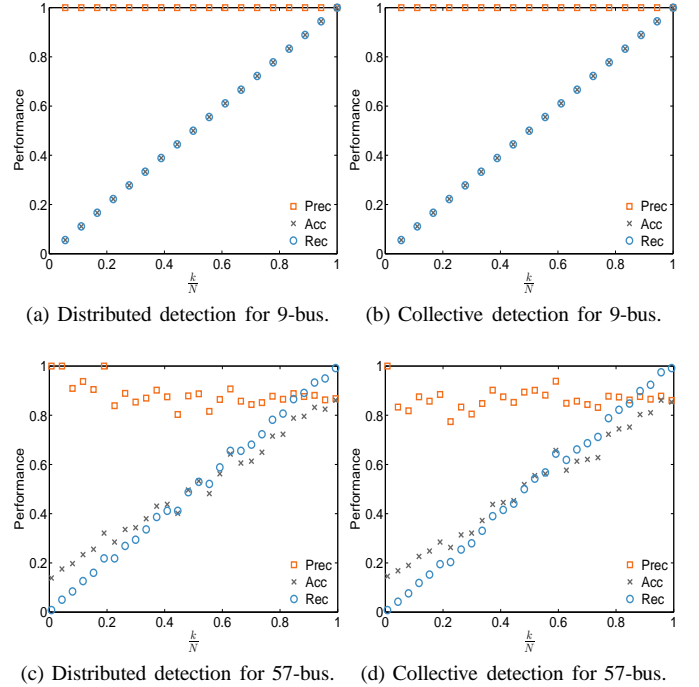 1
0.8
0.6
0.4
0.2
0
Performance
Prec
Acc
Rec
0 0.2 0.4 0.6 0.8 1
k/N
(a) Distributed detection for 9-bus.
1
0.8
0.6
0.4
0.2
0
Performance
Prec
Acc
Rec
0 0.2 0.4 0.6 0.8 1
k/N
(b) Collective detection for 9-bus.
1
0.8
0.6
0.4
0.2
0
Performance
Prec
Acc
Rec
0 0.2 0.4 0.6 0.8 1
k/N
(c) Distributed detection for 57-bus.
1
0.8
0.6
0.4
0.2
0
Performance
Prec
Acc
Rec
0 0.2 0.4 0.6 0.8 1
k/N
(d) Collective detection for 57-bus.